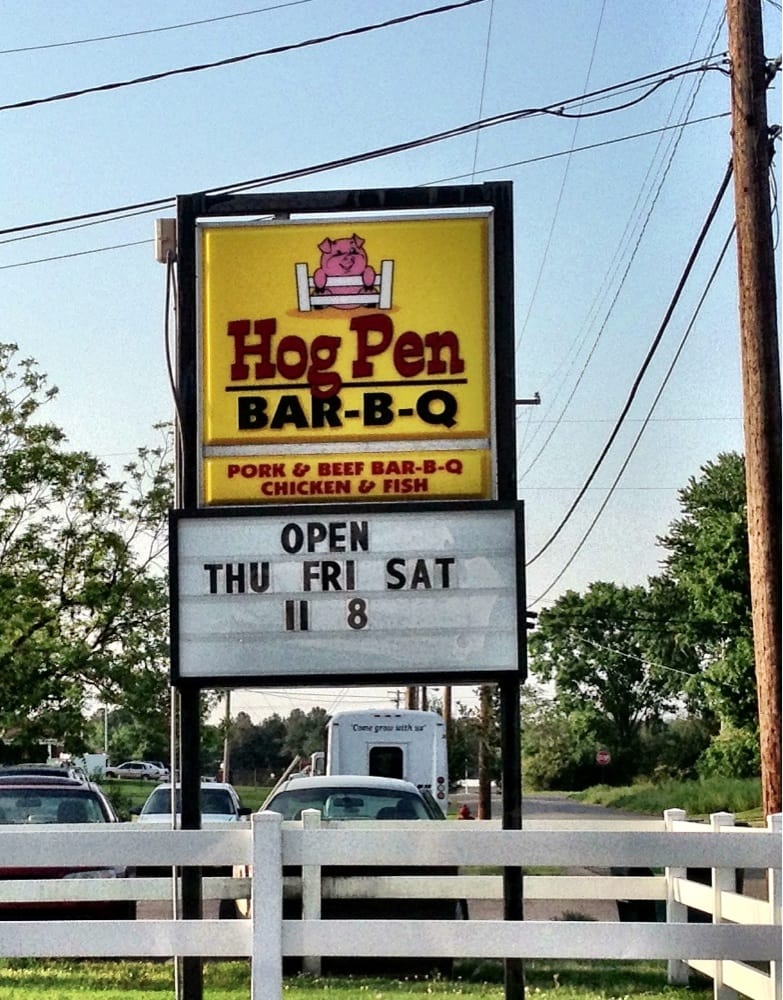 Hog Pen
BAR-B-Q
PORK & BEEF BAR-B-Q
CHICKEN & FISH
OPEN
THU FRI SAT
11 8
"Come grow with us"